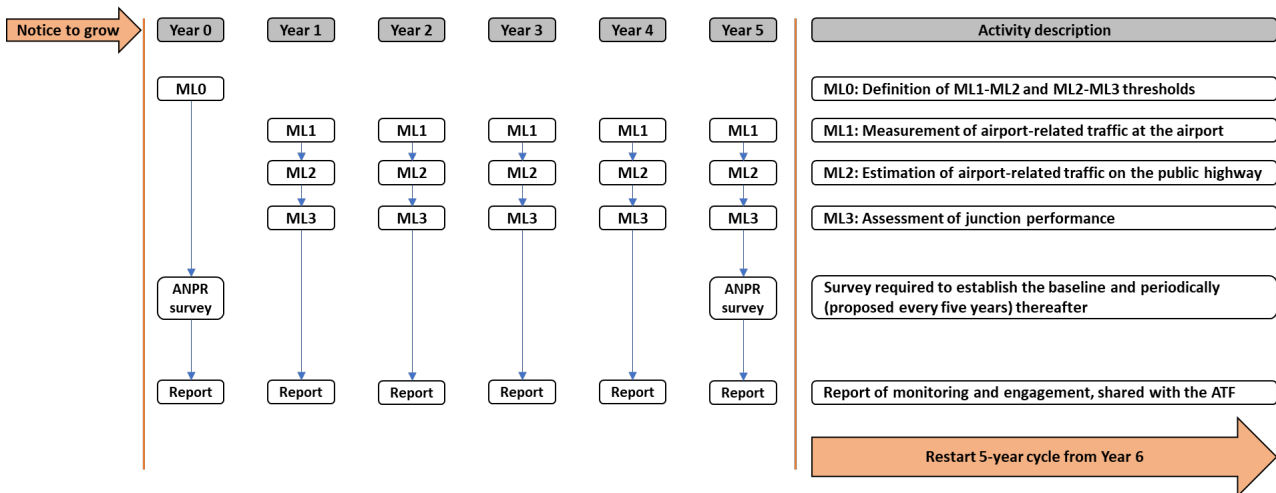 Notice to grow
Year 0
Year 1
Year 2
Year 3
Year 4
Year 5
Activity description
ML0
ML0: Definition of ML1-ML2 and ML2-ML3 thresholds
ML1
ML1
ML1
ML1
ML1
ML1: Measurement of airport-related traffic at the airport
ML2
ML2
ML2
ML2
ML2
ML2: Estimation of airport-related traffic on the public highway
ML3
ML3
ML3
ML3
ML3
ML3: Assessment of junction performance
ANPR
survey
ANPR
survey
Survey required to establish the baseline and periodically
(proposed every five years) thereafter
Report
Report
Report
Report
Report
Report
Report of monitoring and engagement, shared with the ATF
Restart 5-year cycle from Year 6